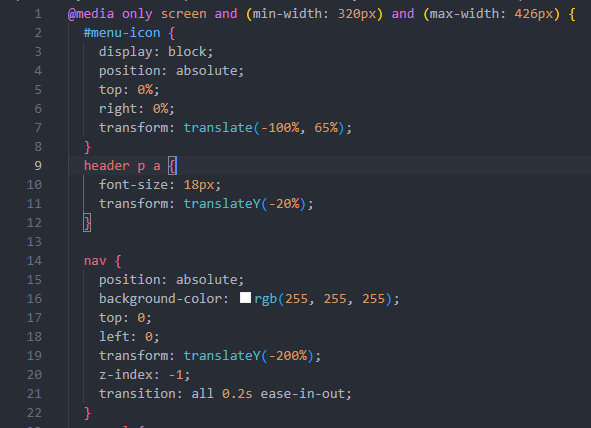 1 @media only screen and (min-width: 320px) and (max-width: 426px) {
2 #menu-icon {
3 display: block;
4 position: absolute;
5 top: 0%;
6 right: 0%;
7 transform: translate(-100%, 65%);
8 }
9 header p a {
10 font-size: 18px;
11 transform: translateY(-20%);
12 }
13
14 nav {
15 position: absolute;
16 background-color: rgb(255, 255, 255);
17 top: 0;
18 left: 0;
19 transform: translateY(-200%);
20 z-index: -1;
21 transition: all 0.2s ease-in-out;
22 }